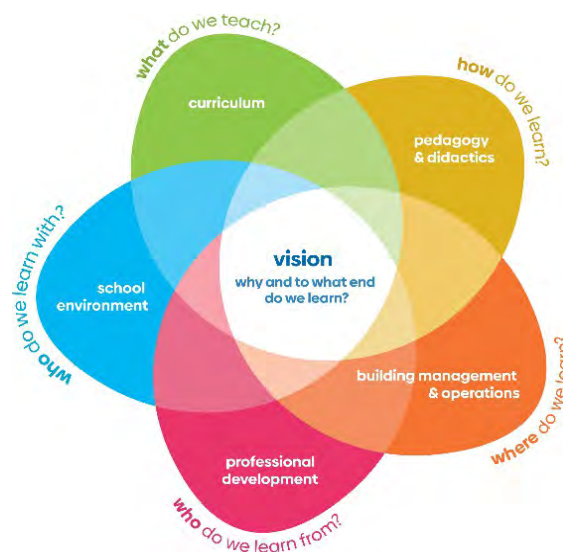 what do we teach?
curriculum
how do we learn?
pedagogy
& didactics
vision
why and to what end
do we learn?
who do we learn with?
school
environment
building management
& operations
where do we learn?
professional
development
who do we learn from?